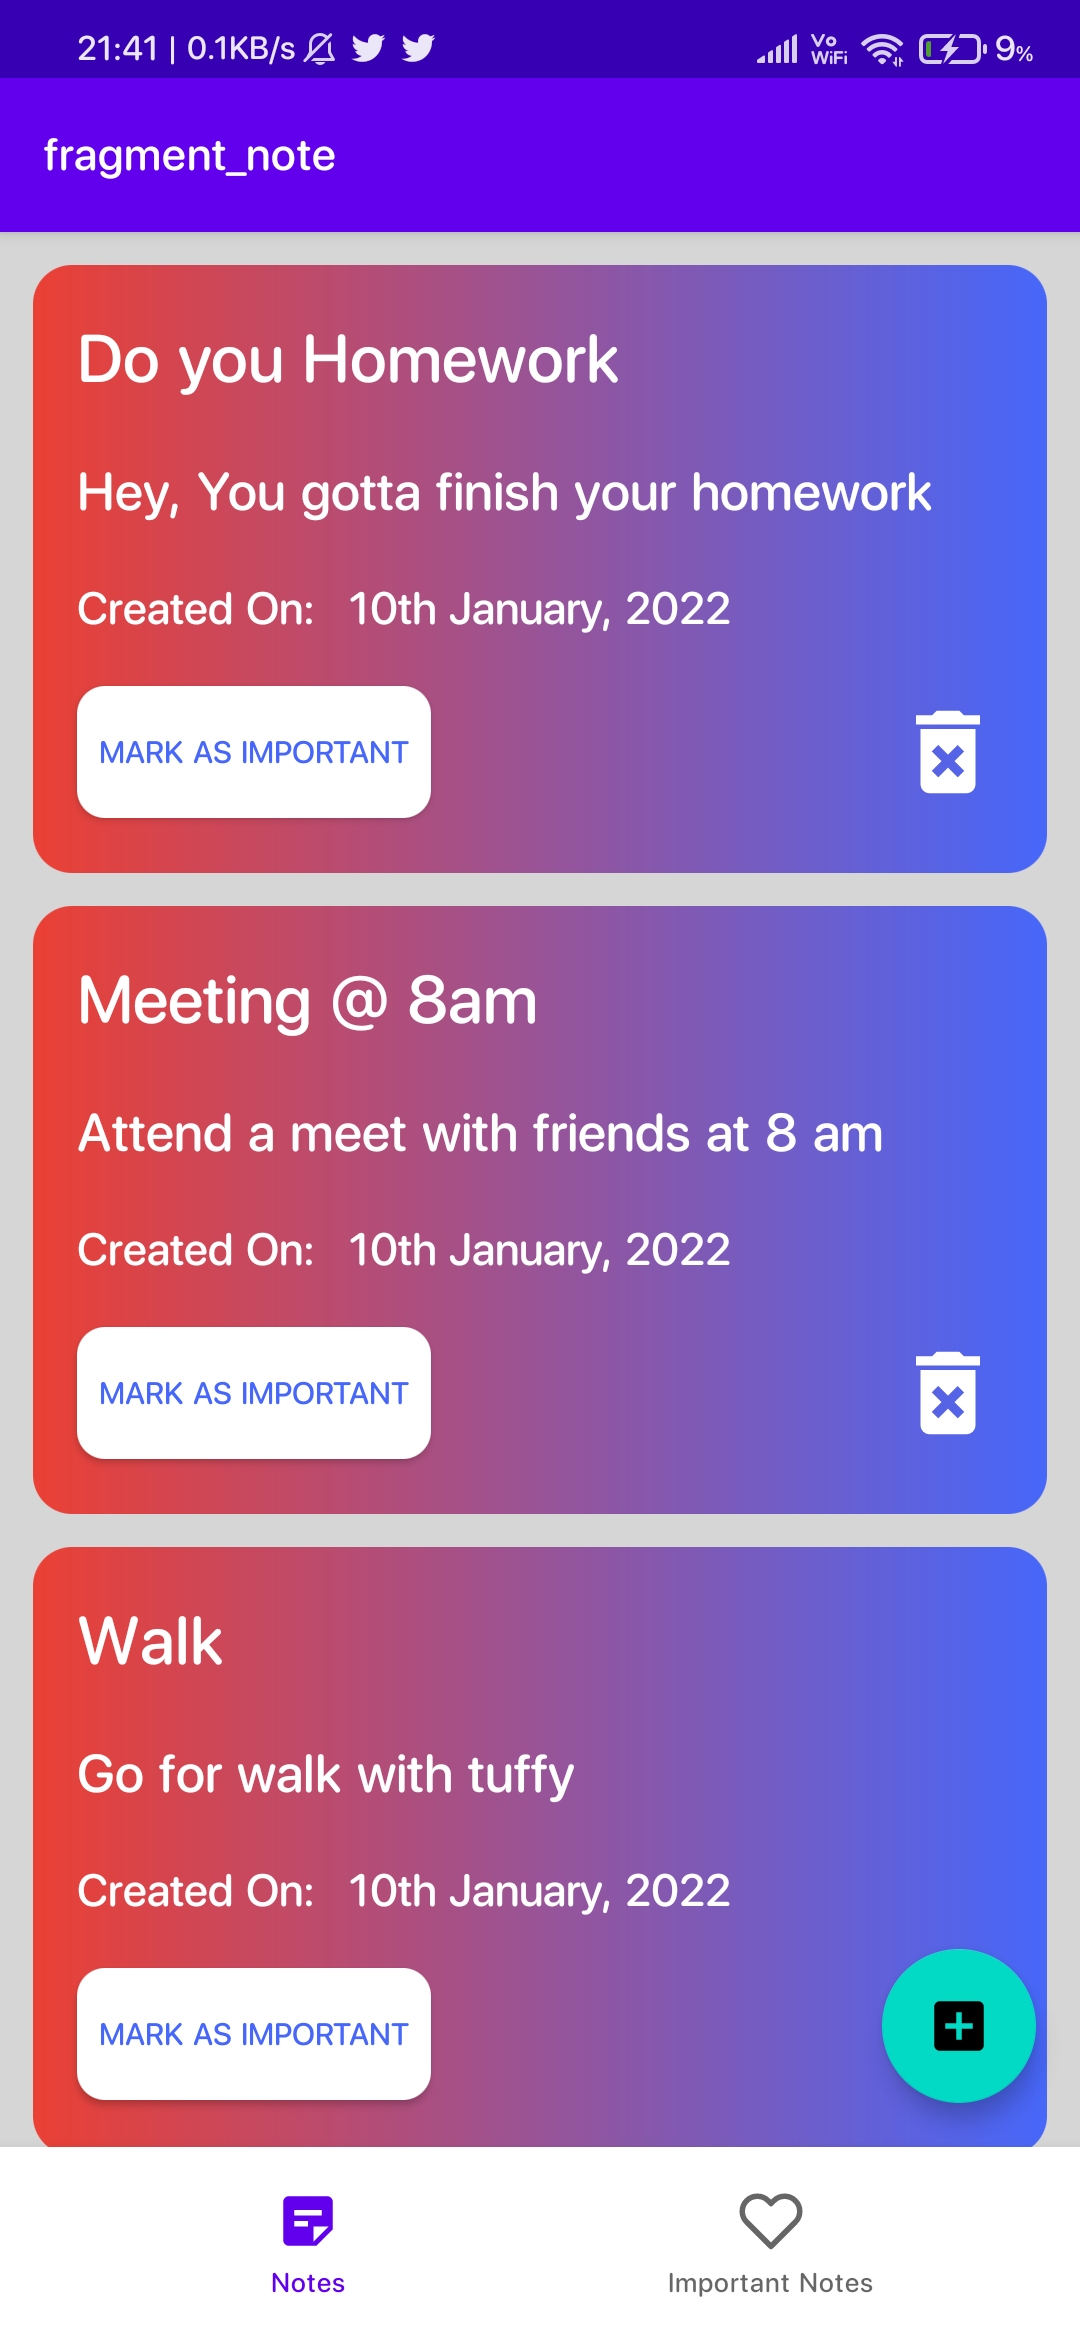 21:41 | 0.1KB/s Vo WiFi 9%
fragment_note
Do you Homework
Hey, You gotta finish your homework
Created On: 10th January, 2022
MARK AS IMPORTANT
Meeting @ 8am
Attend a meet with friends at 8 am
Created On: 10th January, 2022
MARK AS IMPORTANT
Walk
Go for walk with tuffy
Created On: 10th January, 2022
MARK AS IMPORTANT
Notes Important Notes